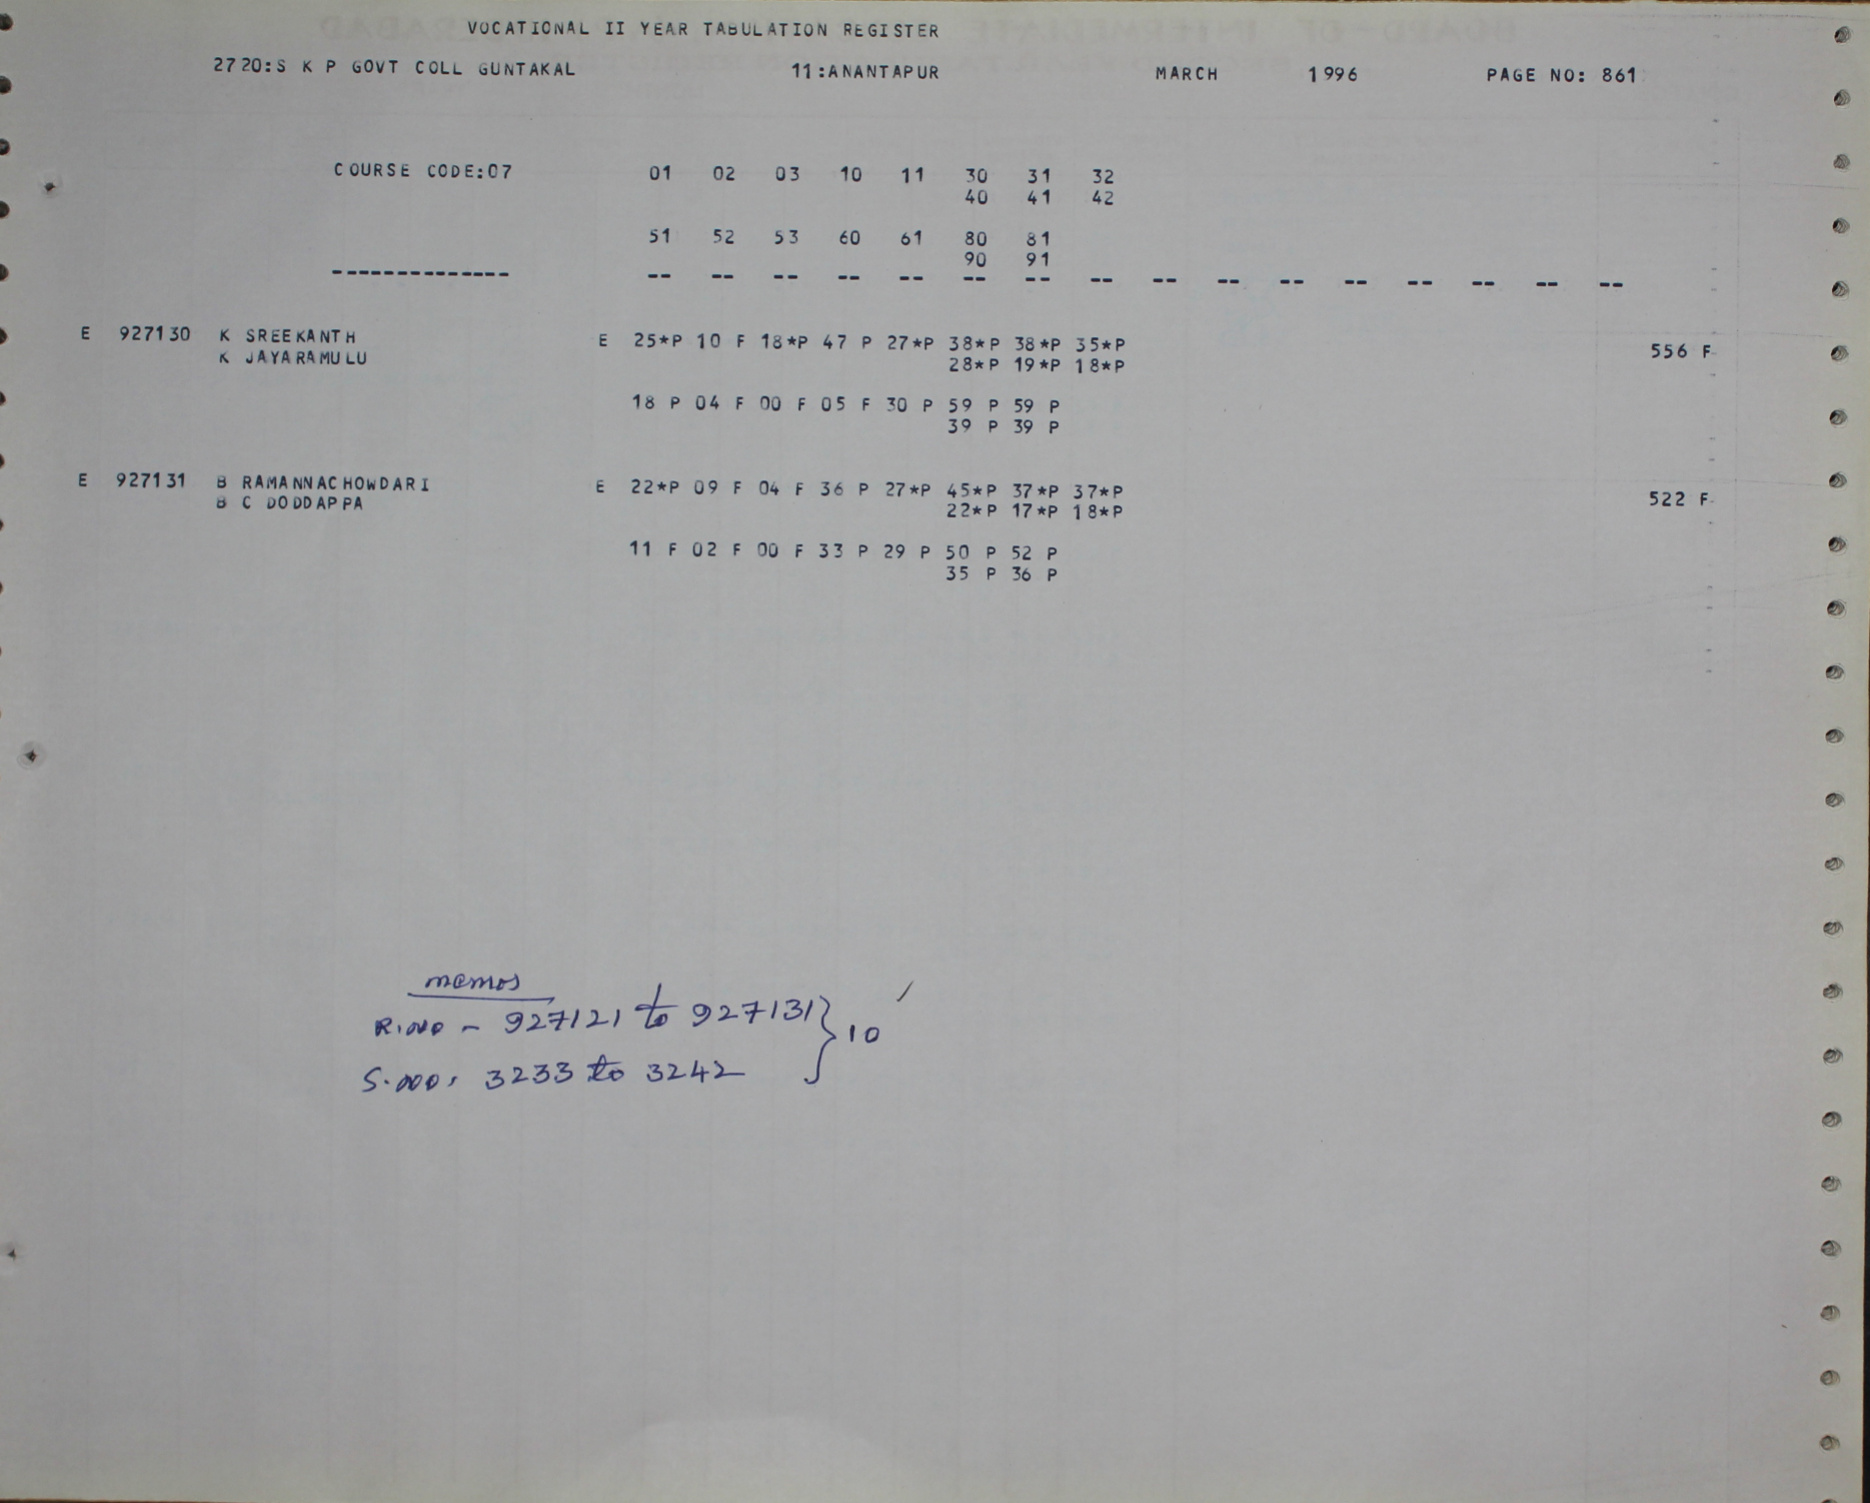 VOCATIONAL II YEAR TABULATION REGISTER
2720:S K P GOVT COLL GUNTAKAL 11:ANANTAPUR MARCH 1996 PAGE NO: 861
COURSE CODE:07 01 02 03 10 11 30 31 32
40 41 42
51 52 53 60 61 80 81
90 91
-------------- -- -- -- -- -- -- -- -- -- -- -- -- -- -- -- --
E 927130 K SREEKANTH E 25*P 10 F 18*P 47 P 27*P 38*P 38*P 35*P 556 F
K JAYARAMULU 28*P 19*P 18*P
18 P 04 F 00 F 05 F 30 P 59 P 59 P
39 P 39 P
E 927131 B RAMANNACHOWDARI E 22*P 09 F 04 F 36 P 27*P 45*P 37*P 37*P 522 F
B C DODDAPPA 22*P 17*P 18*P
11 F 02 F 00 F 33 P 29 P 50 P 52 P
35 P 36 P
memos
R.No - 927121 to 927131 } 10
S.No. 3233 to 3242